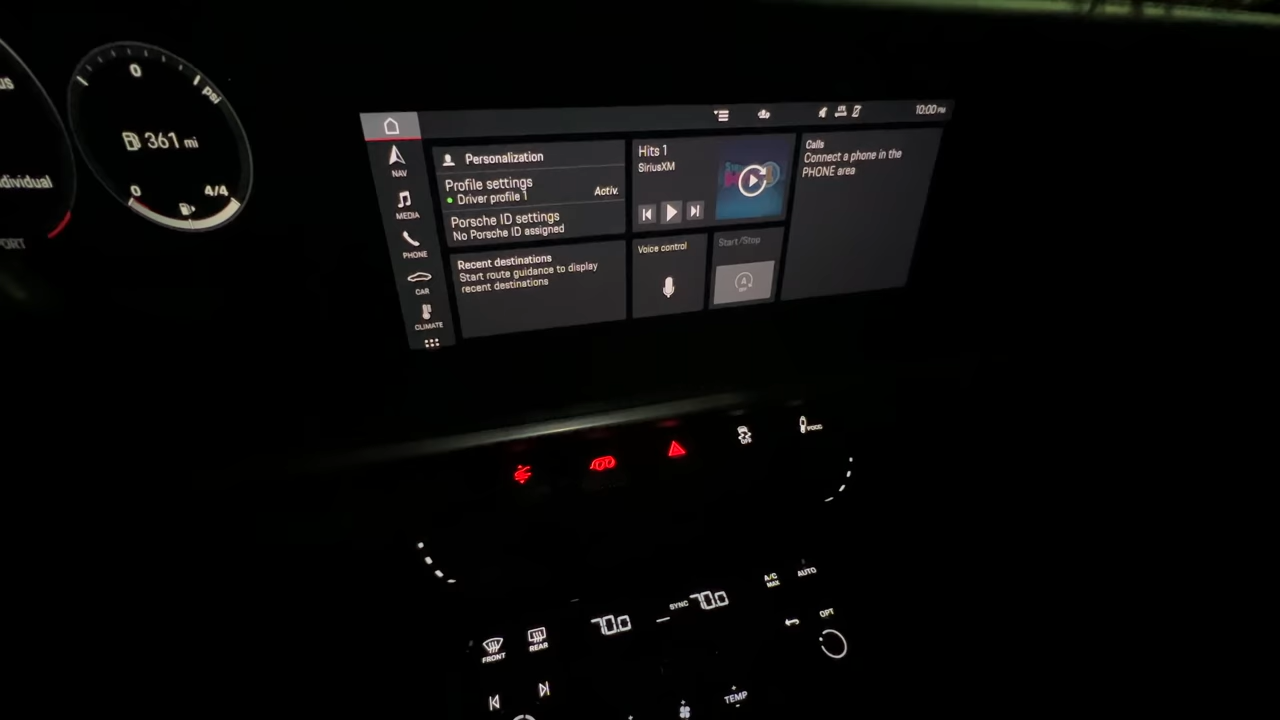 0
psi
361 mi
0
4/4
10:00 PM
NAV
MEDIA
PHONE
CAR
CLIMATE
Personalization
Profile settings
Driver profile 1
Activ.
Porsche ID settings
No Porsche ID assigned
Recent destinations
Start route guidance to display
recent destinations
Hits 1
SiriusXM
Voice control
Start/Stop
A
Calls
Connect a phone in the
PHONE area
OFF
70.0
SYNC
70.0
A/C
MAX
AUTO
OPT
FRONT
REAR
TEMP